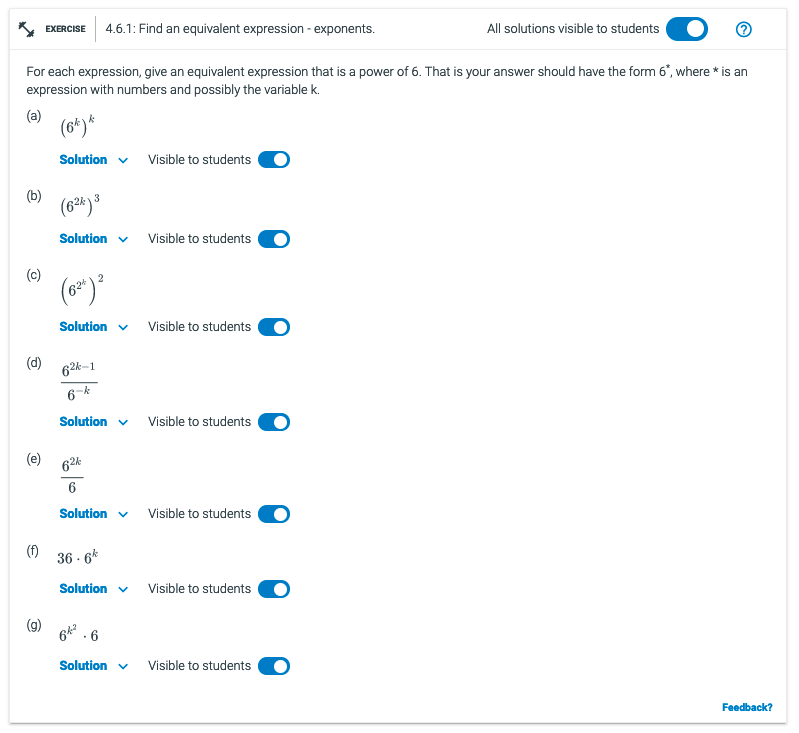 EXERCISE 4.6.1: Find an equivalent expression - exponents. All solutions visible to students ?
For each expression, give an equivalent expression that is a power of 6. That is your answer should have the form 6^*, where * is an
expression with numbers and possibly the variable k.
(a) (6^k)^k
Solution Visible to students
(b) (6^{2k})^3
Solution Visible to students
(c) (6^{2^k})^2
Solution Visible to students
(d) \frac{6^{2k-1}}{6^{-k}}
Solution Visible to students
(e) \frac{6^{2k}}{6}
Solution Visible to students
(f) 36 · 6^k
Solution Visible to students
(g) 6^{k^2} · 6
Solution Visible to students
Feedback?